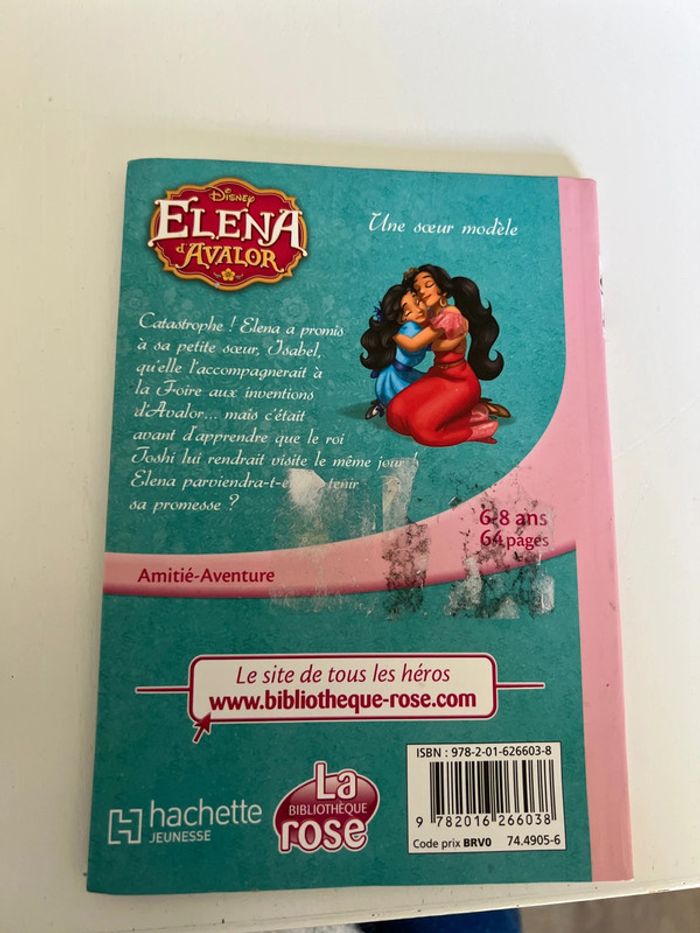 Disney
ELENA
d'AVALOR
Une sœur modèle
Catastrophe ! Elena a promis
à sa petite sœur, Isabel,
qu'elle l'accompagnerait à
la Foire aux inventions
d'Avalor... mais c'était
avant d'apprendre que le roi
Joshi lui rendrait visite le même jour !
Elena parviendra-t-e tenir
sa promesse ?
6-8 ans
64 pages
Amitié-Aventure
Le site de tous les héros
www.bibliotheque-rose.com
ISBN : 978-2-01-626603-8
9 782016 266038
Code prix BRV0 74.4905-6
hachette
JEUNESSE
La
BIBLIOTHÈQUE
rose